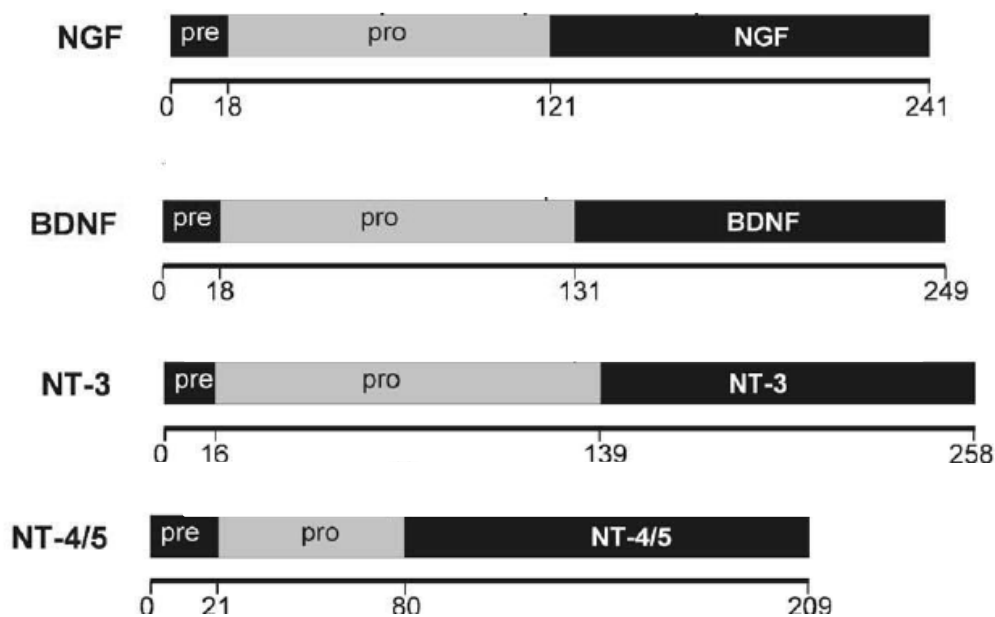 NGF pre pro NGF
0 18 121 241
BDNF pre pro BDNF
0 18 131 249
NT-3 pre pro NT-3
0 16 139 258
NT-4/5 pre pro NT-4/5
0 21 80 209